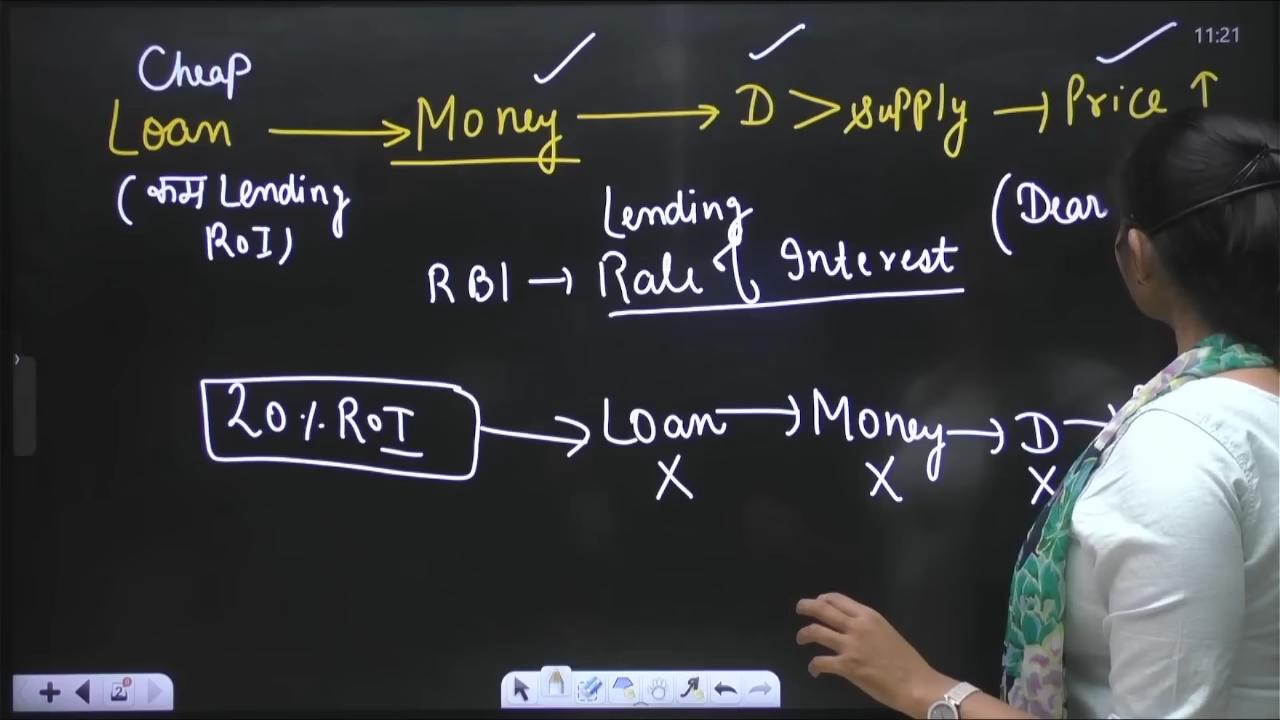 11:21
Cheap
Loan → Money → D > supply → Price ↑
(कम Lending
RoI)
Lending
RBI → Rate of Interest
(Dear
20% RoI → Loan → Money → D →
X X X
2